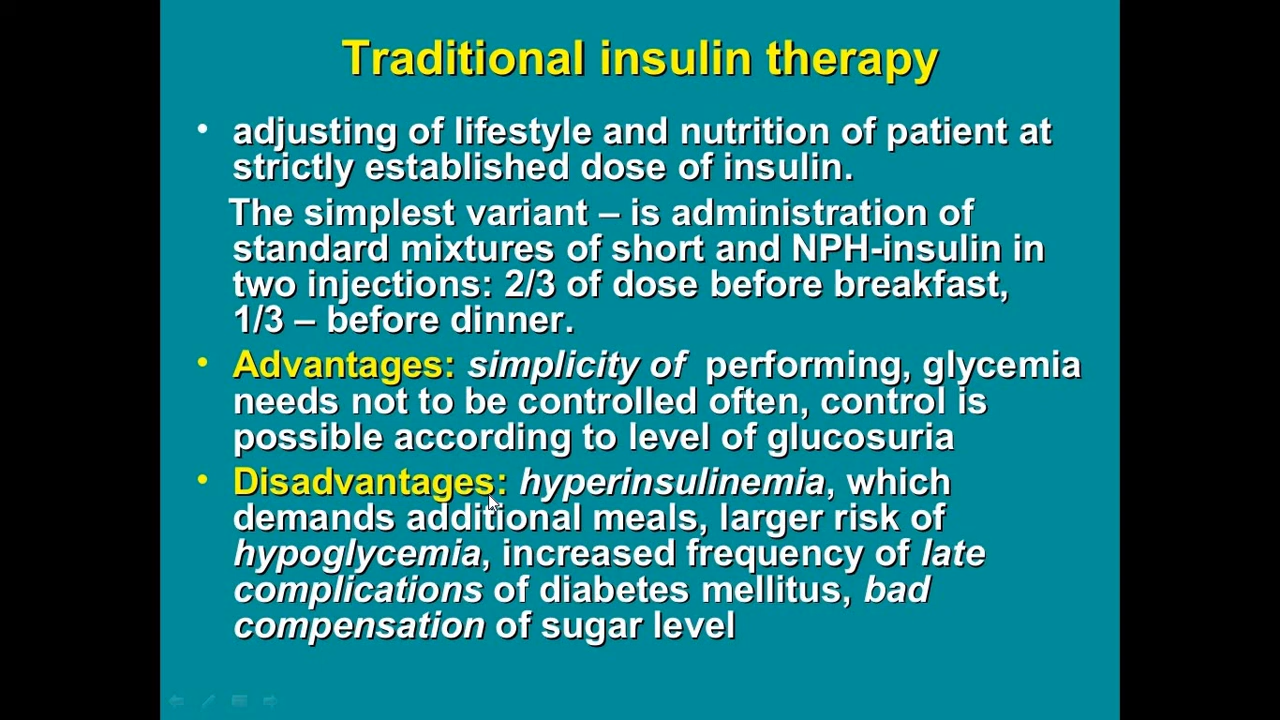 Traditional insulin therapy
• adjusting of lifestyle and nutrition of patient at
strictly established dose of insulin.
The simplest variant – is administration of
standard mixtures of short and NPH-insulin in
two injections: 2/3 of dose before breakfast,
1/3 – before dinner.
• Advantages: simplicity of performing, glycemia
needs not to be controlled often, control is
possible according to level of glucosuria
• Disadvantages: hyperinsulinemia, which
demands additional meals, larger risk of
hypoglycemia, increased frequency of late
complications of diabetes mellitus, bad
compensation of sugar level